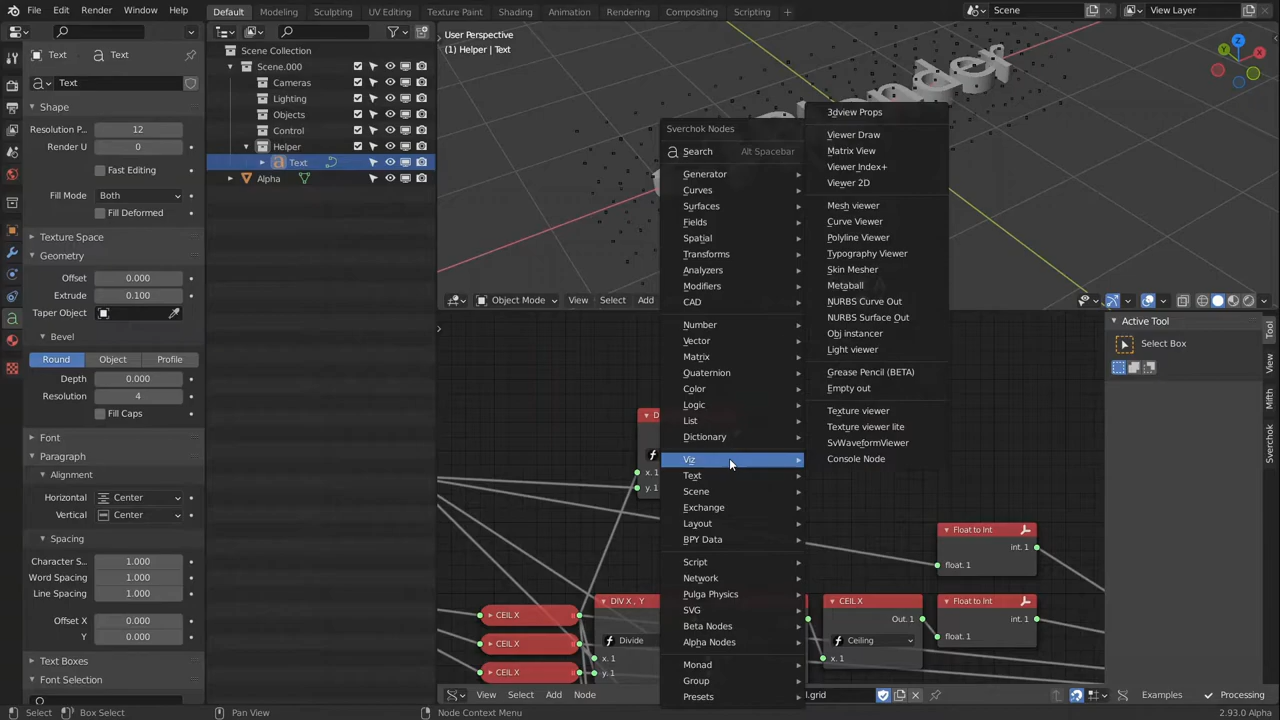 File Edit Render Window Help Default Modeling Sculpting UV Editing Texture Paint Shading Animation Rendering Compositing Scripting + Scene View Layer
Text Text
Text
Shape
Resolution P... 12
Render U 0
Fast Editing
Fill Mode Both
Fill Deformed
Texture Space
Geometry
Offset 0.000
Extrude 0.100
Taper Object
Bevel
Round Object Profile
Depth 0.000
Resolution 4
Fill Caps
Font
Paragraph
Alignment
Horizontal Center
Vertical Center
Spacing
Character S... 1.000
Word Spacing 1.000
Line Spacing 1.000
Offset X 0.000
Y 0.000
Text Boxes
Font Selection
Scene Collection
Scene.000
Cameras
Lighting
Objects
Control
Helper
Text
Alpha
User Perspective
(1) Helper | Text
X
Y
Z
Object Mode View Select Add
Sverchok Nodes
Search Alt Spacebar
Generator
Curves
Surfaces
Fields
Spatial
Transforms
Analyzers
Modifiers
CAD
Number
Vector
Matrix
Quaternion
Color
Logic
List
Dictionary
Viz
Text
Scene
Exchange
Layout
BPY Data
Script
Network
Pulga Physics
SVG
Beta Nodes
Alpha Nodes
Monad
Group
Presets
3dview Props
Viewer Draw
Matrix View
Viewer Index+
Viewer 2D
Mesh viewer
Curve Viewer
Polyline Viewer
Typography Viewer
Skin Mesher
Metaball
NURBS Curve Out
NURBS Surface Out
Obj instancer
Light viewer
Grease Pencil (BETA)
Empty out
Texture viewer
Texture viewer lite
SvWaveformViewer
Console Node
D
x. 1
y. 1
CEIL X
CEIL X
CEIL X
DIV X , Y
Divide
x. 1
y. 1
CEIL X
Out. 1
Ceiling
x. 1
Float to Int
int. 1
float. 1
Float to Int
int. 1
float. 1
Active Tool
Select Box
Tool
View
Mifth
Sverchok
View Select Add Node .grid Examples Processing
Select Box Select Pan View Node Context Menu 2.93.0 Alpha